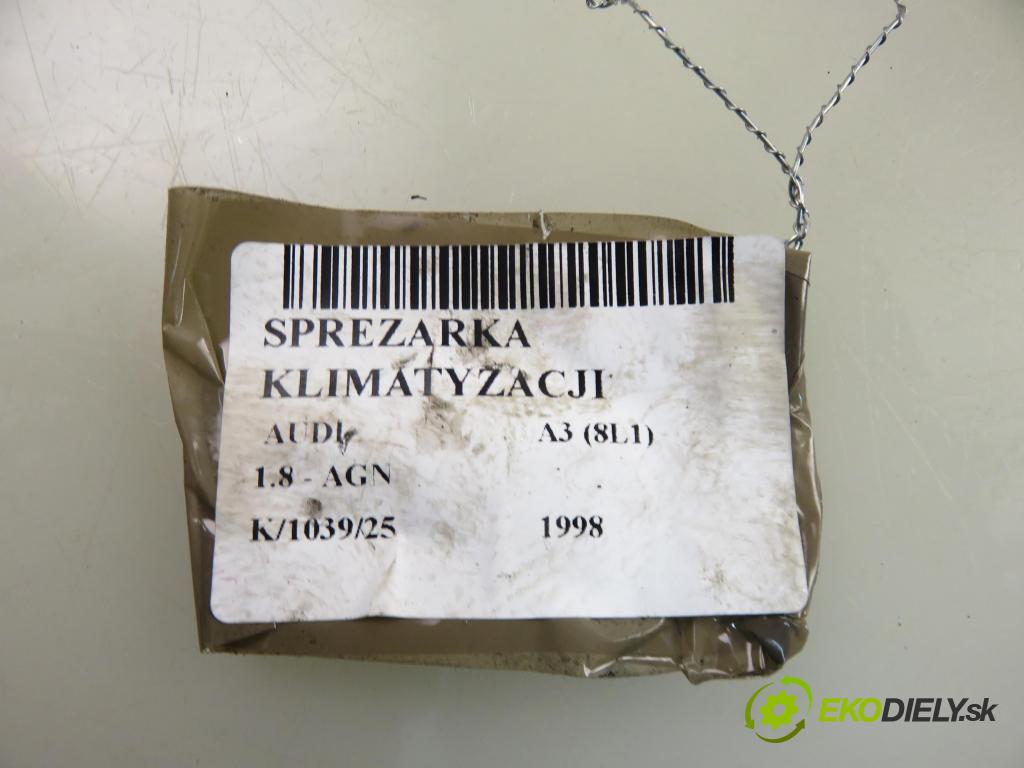 SPREZARKA
KLIMATYZACJI
AUDI A3 (8L1)
1.8 - AGN
K/1039/25 1998
EKODIELY.sk